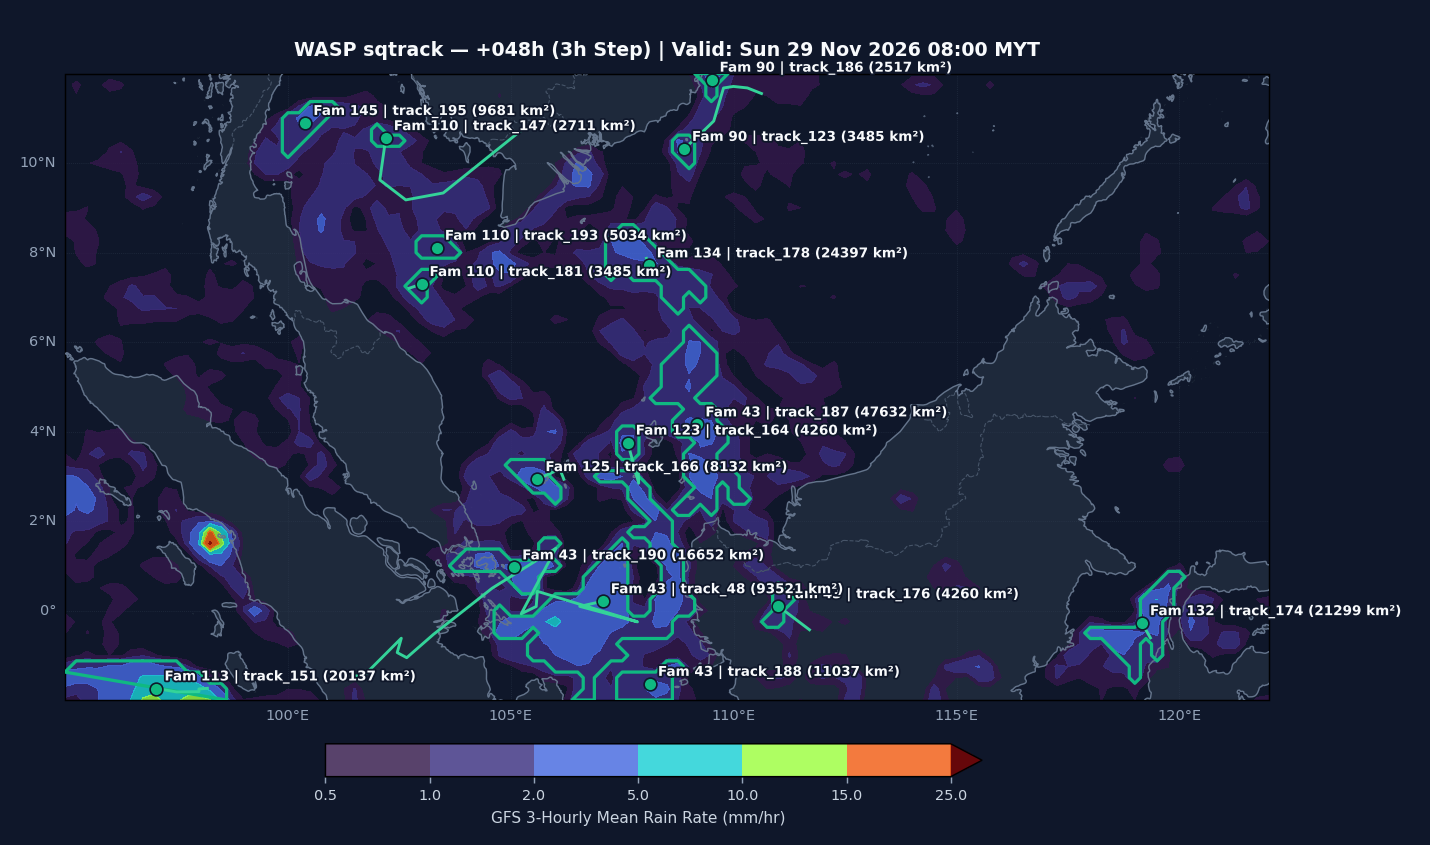 WASP sqtrack — +048h (3h Step) | Valid: Sun 29 Nov 2026 08:00 MYT
Fam 90 | track_186 (2517 km²)
Fam 145 | track_195 (9681 km²)
Fam 110 | track_147 (2711 km²)
Fam 90 | track_123 (3485 km²)
10°N
Fam 110 | track_193 (5034 km²)
8°N
Fam 134 | track_178 (24397 km²)
Fam 110 | track_181 (3485 km²)
6°N
Fam 43 | track_187 (47632 km²)
4°N
Fam 123 | track_164 (4260 km²)
Fam 125 | track_166 (8132 km²)
2°N
Fam 43 | track_190 (16652 km²)
Fam 43 | track_48 (93521 km²)
| track_176 (4260 km²)
0°
Fam 132 | track_174 (21299 km²)
Fam 43 | track_188 (11037 km²)
Fam 113 | track_151 (20137 km²)
100°E 105°E 110°E 115°E 120°E
0.5 1.0 2.0 5.0 10.0 15.0 25.0
GFS 3-Hourly Mean Rain Rate (mm/hr)